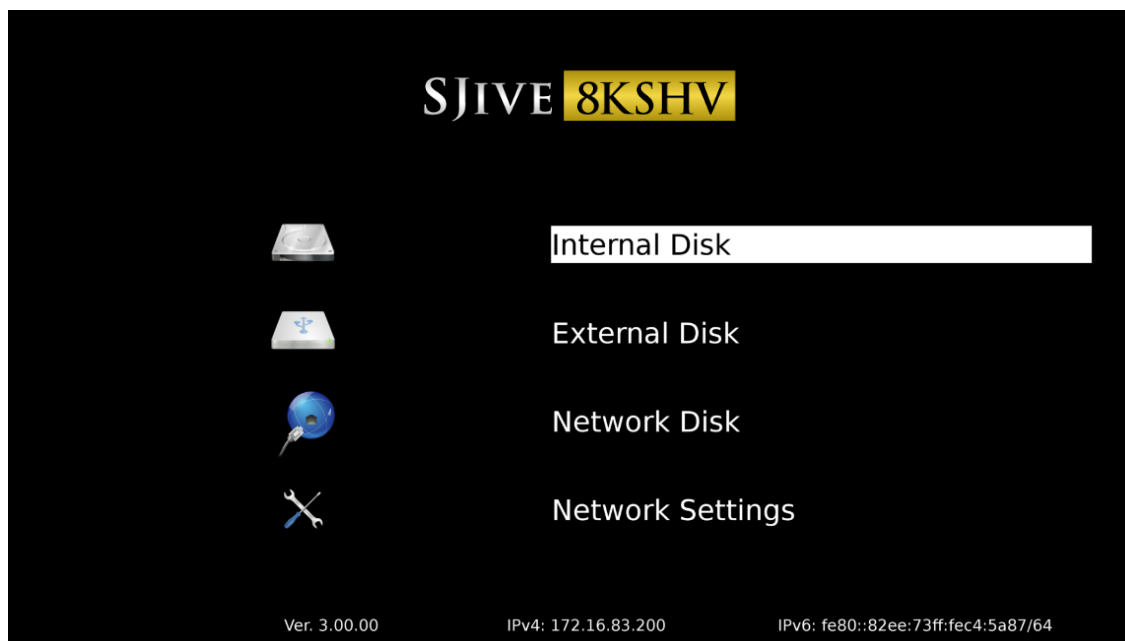 SJIVE 8KSHV
Internal Disk
External Disk
Network Disk
Network Settings
Ver. 3.00.00 IPv4: 172.16.83.200 IPv6: fe80::82ee:73ff:fec4:5a87/64